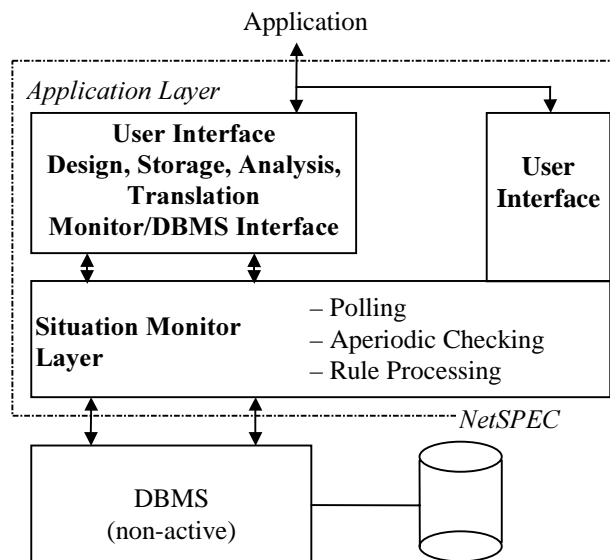 Application
Application Layer
User Interface
Design, Storage, Analysis,
Translation
Monitor/DBMS Interface
User
Interface
Situation Monitor
Layer
– Polling
– Aperiodic Checking
– Rule Processing
NetSPEC
DBMS
(non-active)